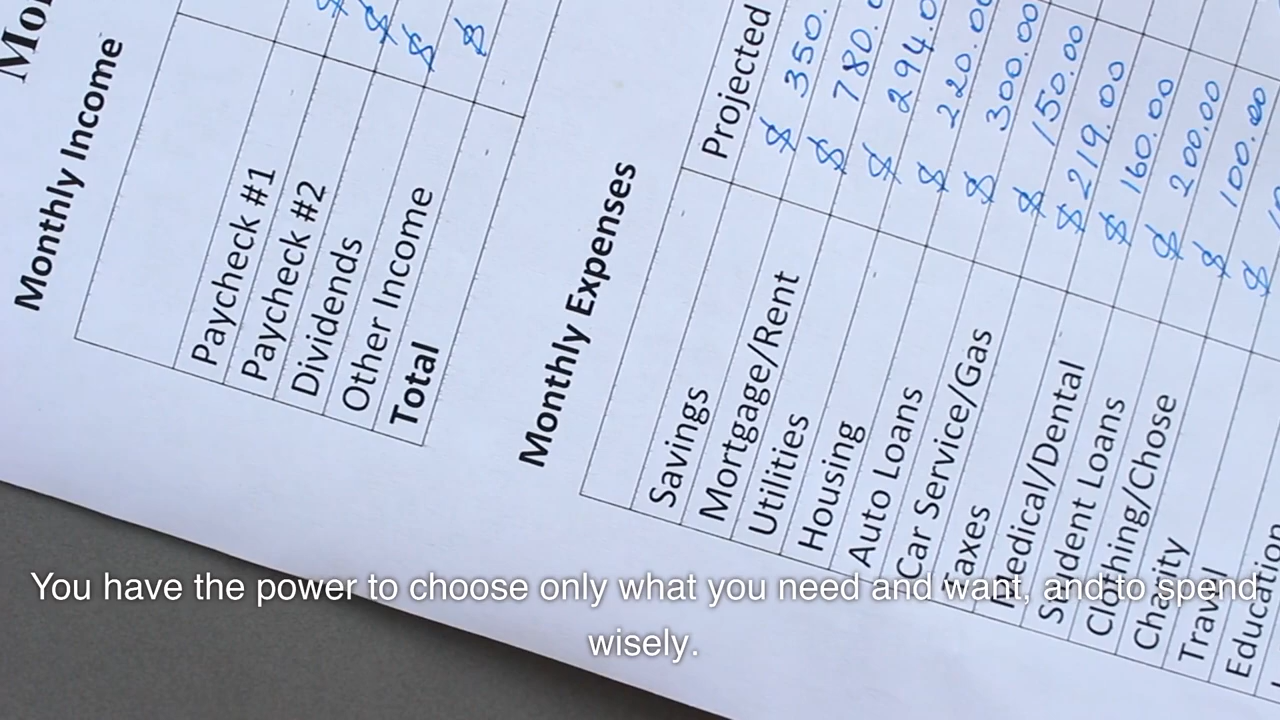 Mo
Monthly Income
Paycheck #1 $
Paycheck #2 $
Dividends $
Other Income $
Total
Monthly Expenses
Projected
Savings $ 350.
Mortgage/Rent $ 780.
Utilities $ 294.0
Housing $ 220.00
Auto Loans $ 300.00
Car Service/Gas $ 150.00
Taxes $ 219.00
Medical/Dental $ 160.00
Student Loans $ 200.00
Clothing/Chose $ 100.00
Charity $
Travel
Education
You have the power to choose only what you need and want, and to spend
wisely.